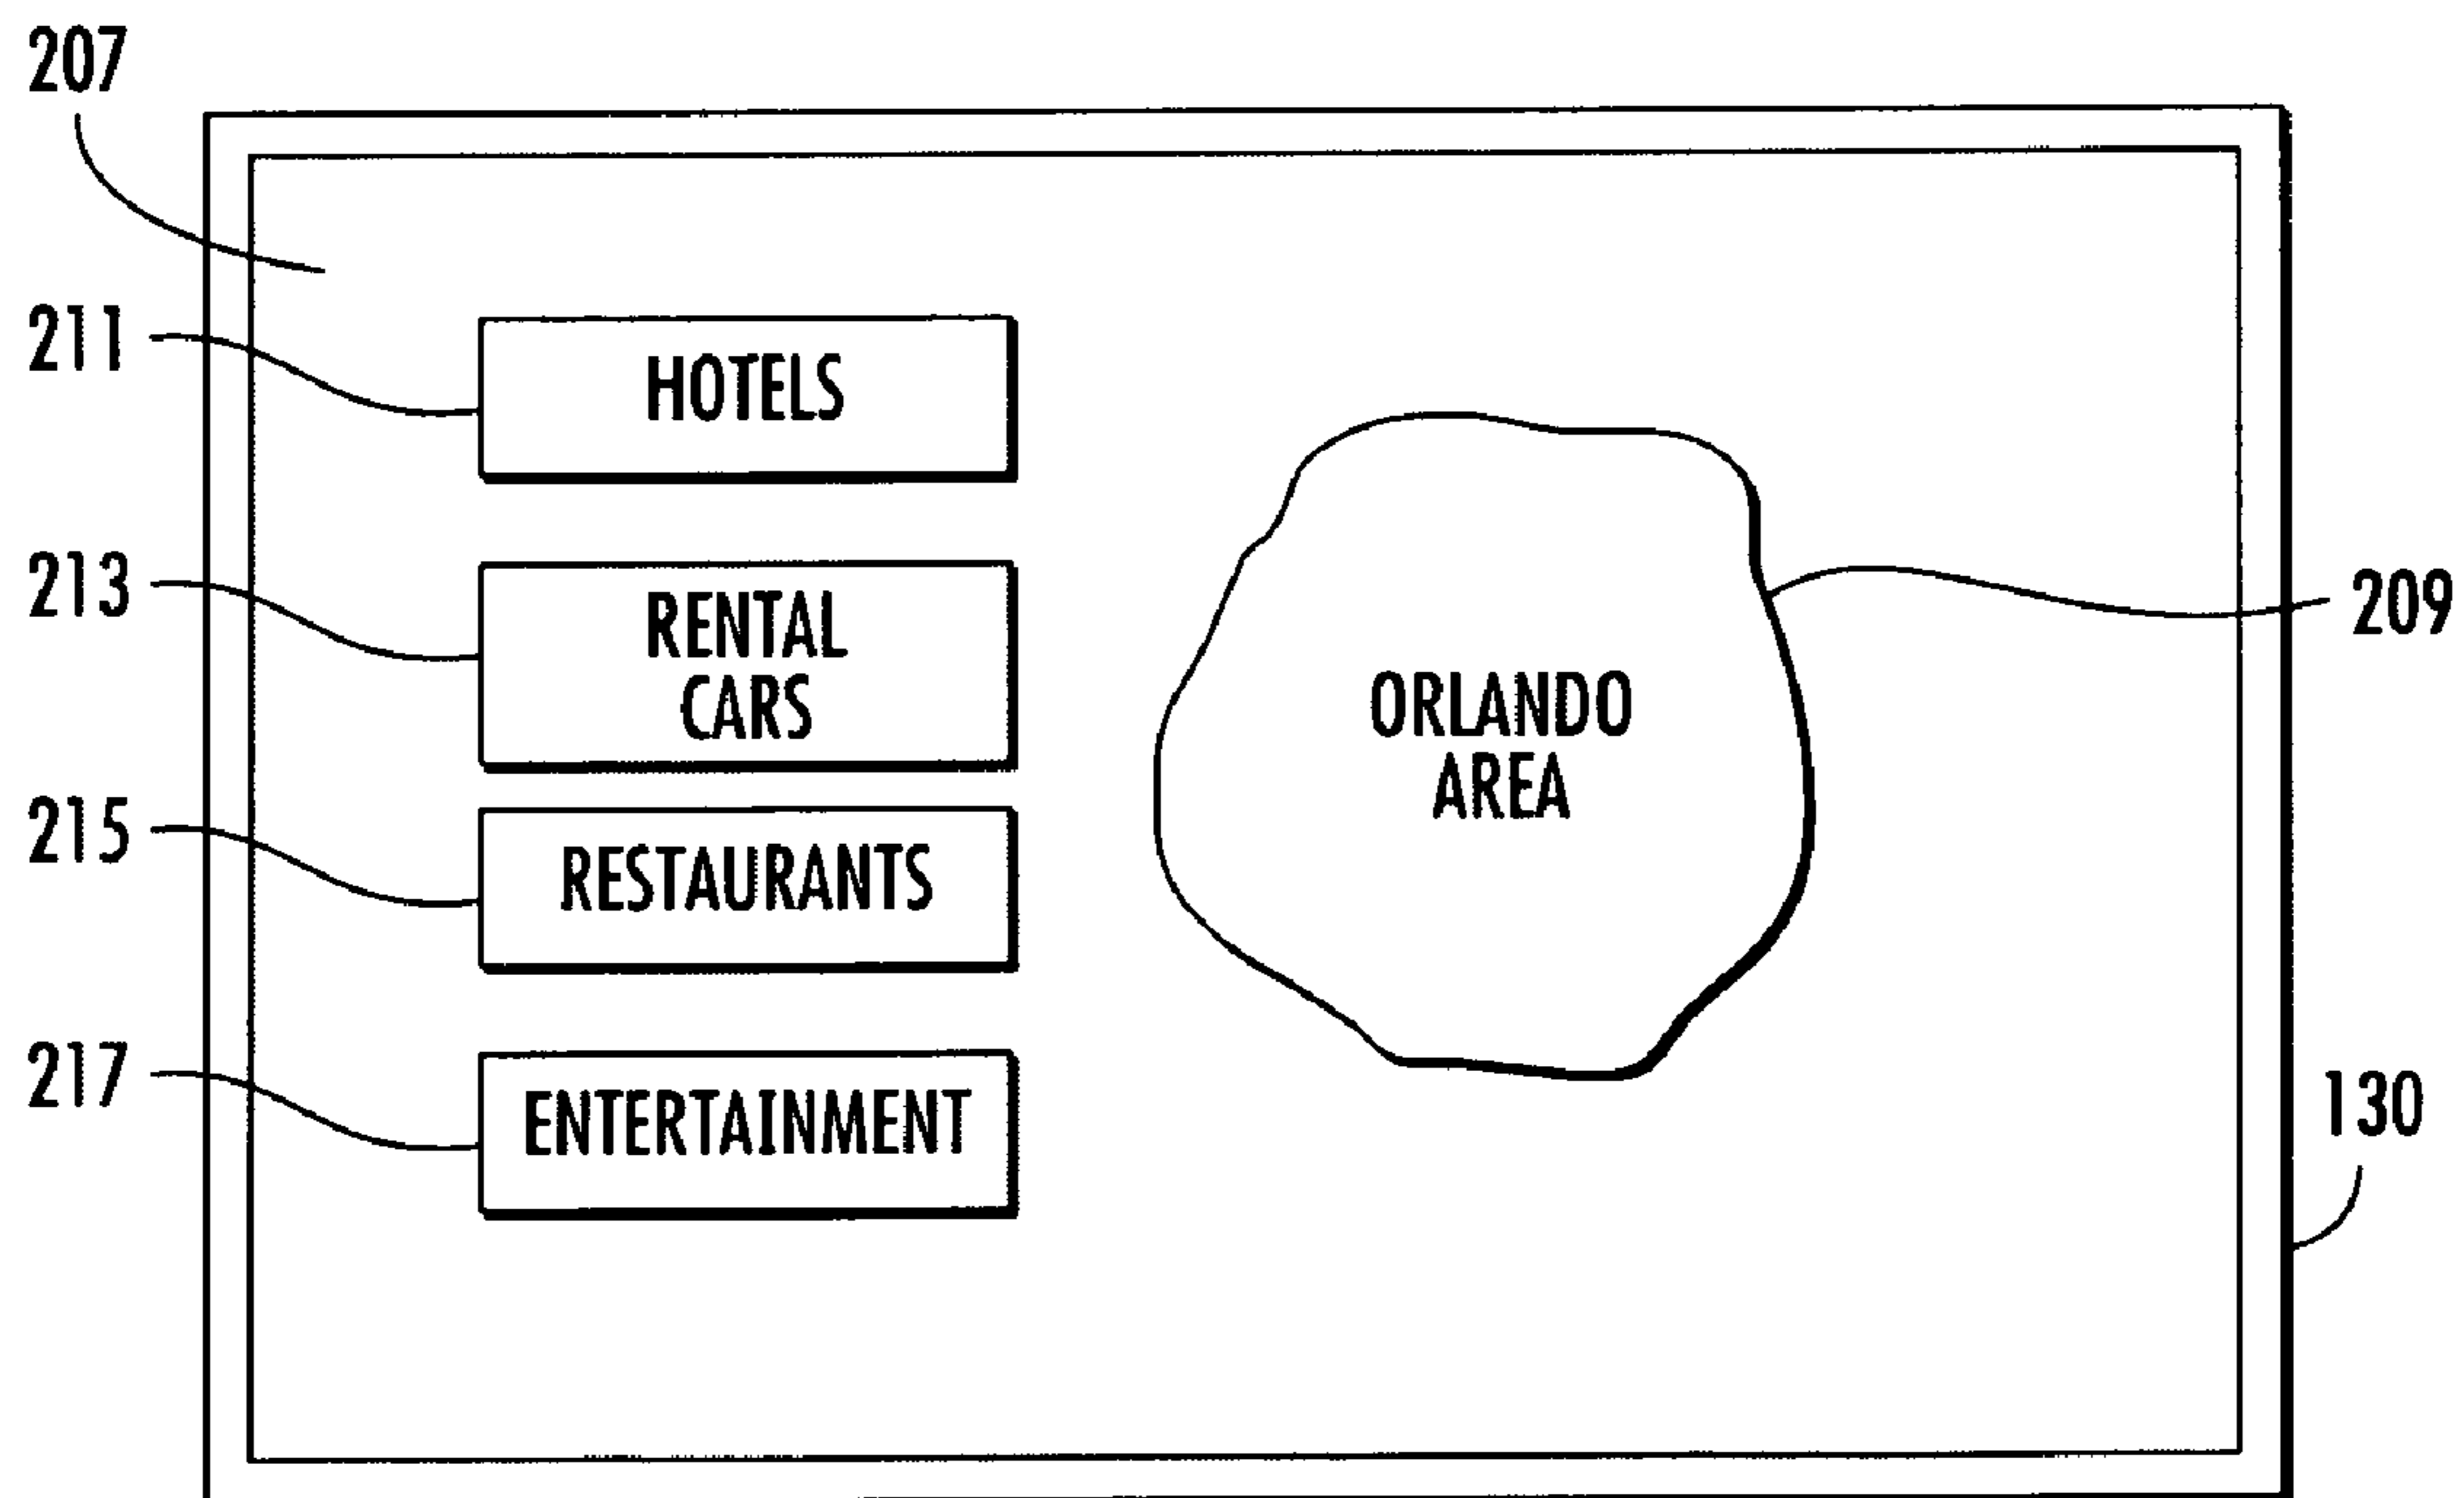 207
211
HOTELS
213
RENTAL
CARS
209
ORLANDO
AREA
215
RESTAURANTS
217
ENTERTAINMENT
130